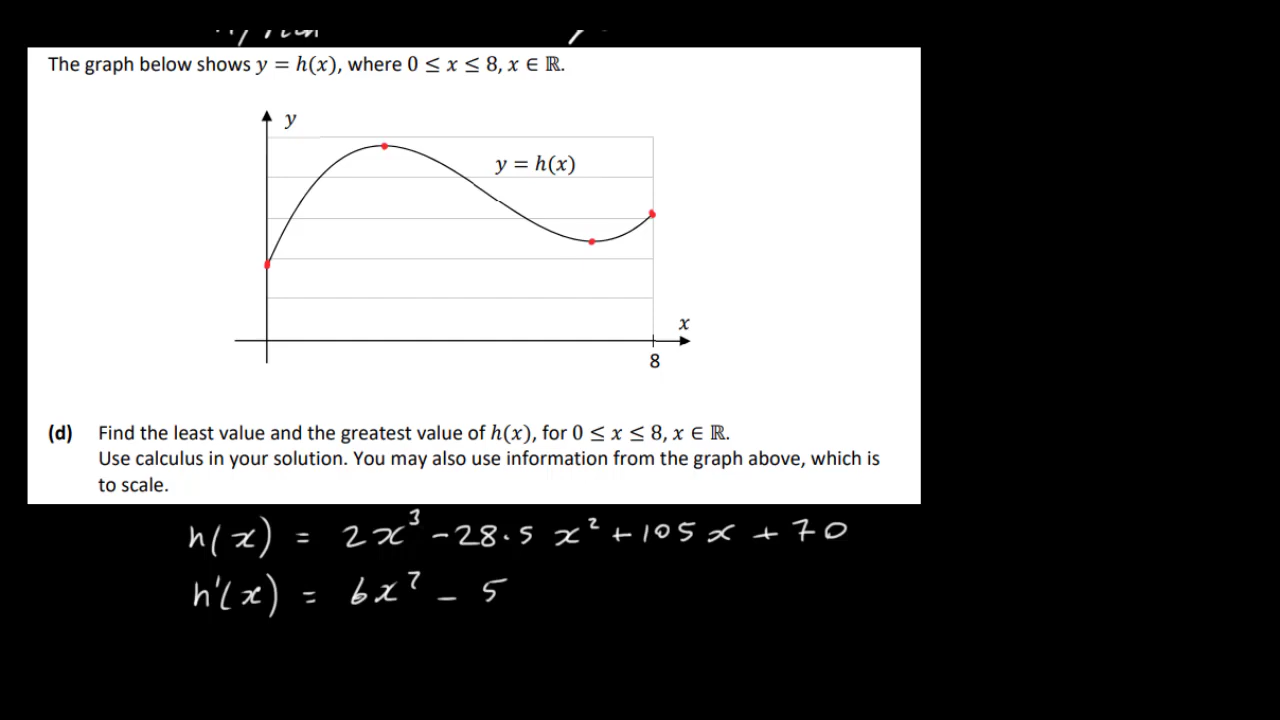 The graph below shows y = h(x), where 0 ≤ x ≤ 8, x ∈ ℝ.
y
y = h(x)
x
8
(d) Find the least value and the greatest value of h(x), for 0 ≤ x ≤ 8, x ∈ ℝ.
Use calculus in your solution. You may also use information from the graph above, which is
to scale.
h(x) = 2x³ - 28.5x² + 105x + 70
h'(x) = 6x² - 5